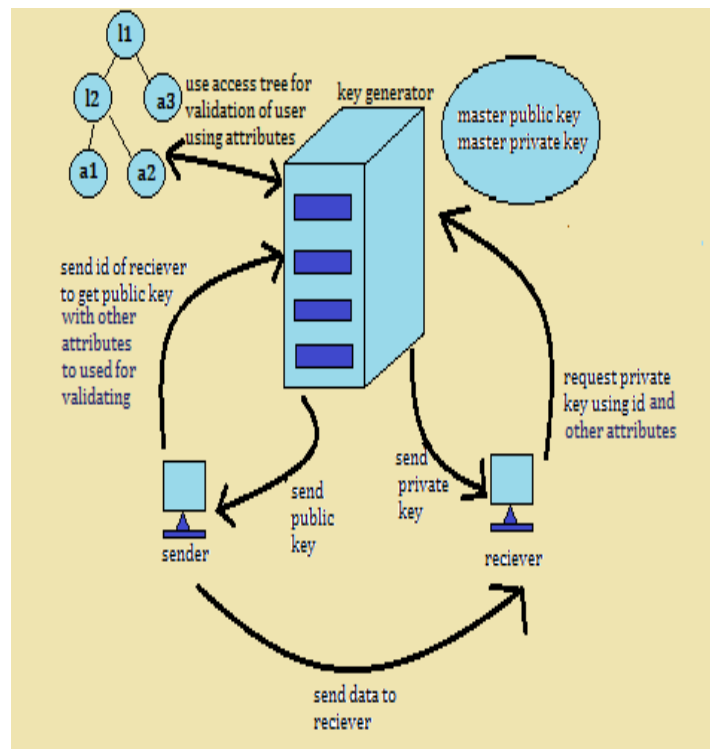 l1
l2
a3
a1
a2
use access tree for
validation of user
using attributes
key generator
master public key
master private key
send id of reciever
to get public key
with other
attributes
to used for
validating
request private
key using id and
other attributes
send
public
key
send
private
key
sender
reciever
send data to
reciever